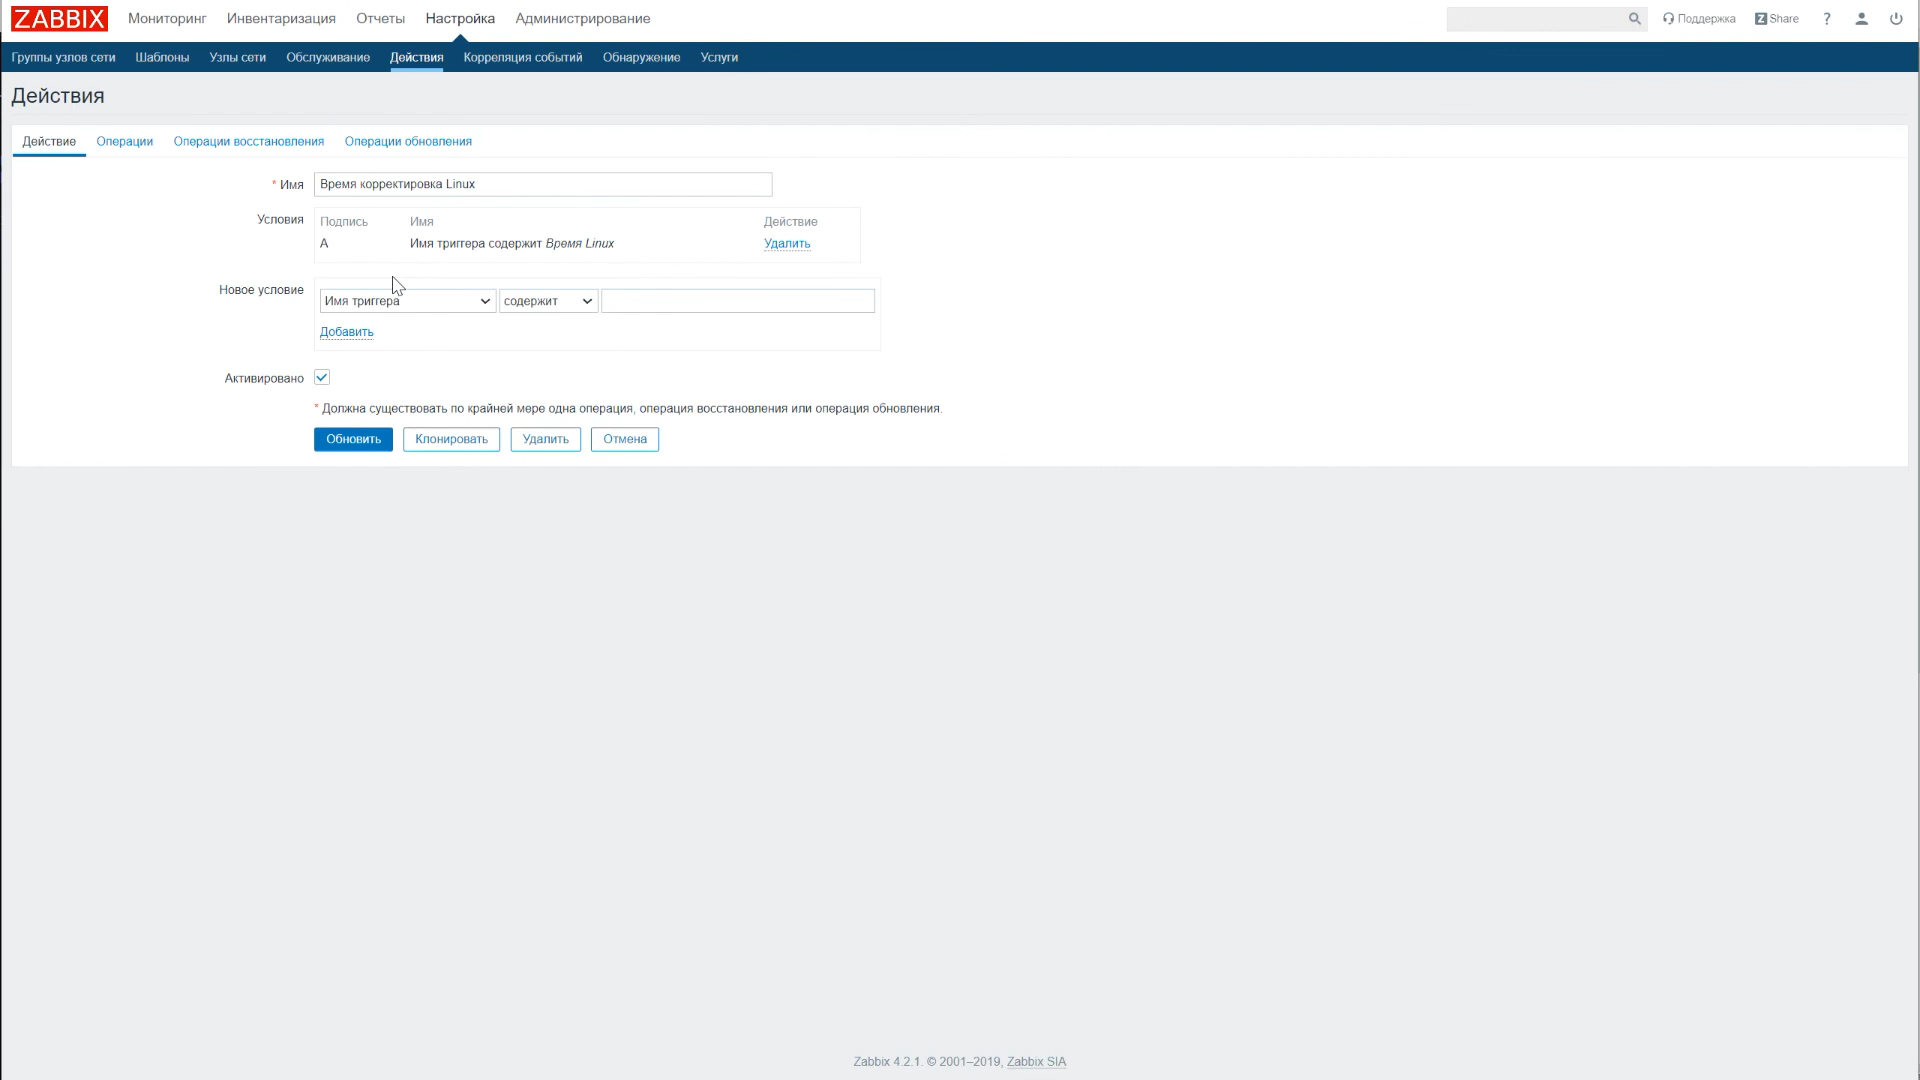 ZABBIX Мониторинг Инвентаризация Отчеты Настройка Администрирование Поддержка Z Share ?
Группы узлов сети Шаблоны Узлы сети Обслуживание Действия Корреляция событий Обнаружение Услуги
Действия
Действие Операции Операции восстановления Операции обновления
* Имя Время корректировка Linux
Условия Подпись Имя Действие
A Имя триггера содержит Время Linux Удалить
Новое условие Имя триггера содержит
Добавить
Активировано
* Должна существовать по крайней мере одна операция, операция восстановления или операция обновления.
Обновить Клонировать Удалить Отмена
Zabbix 4.2.1. © 2001–2019, Zabbix SIA